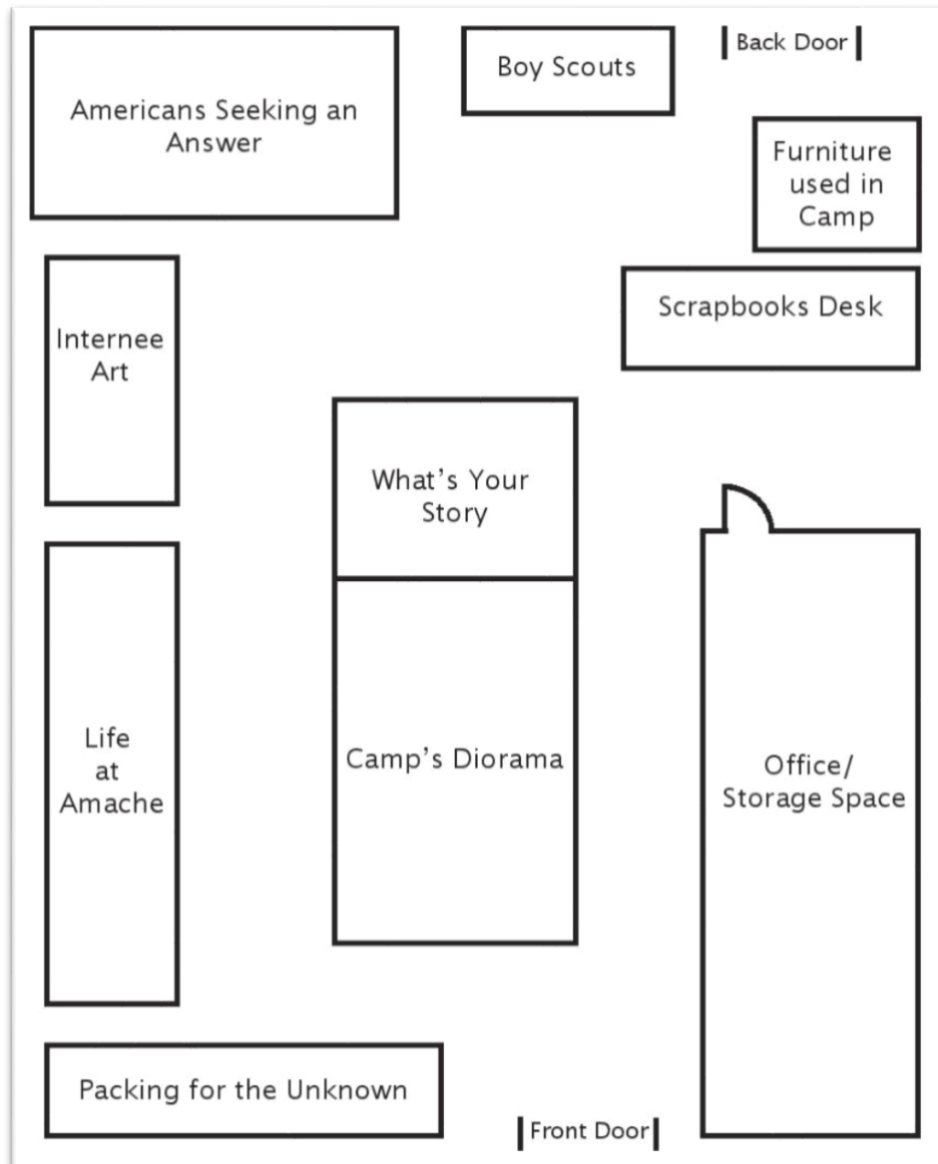 Americans Seeking an
Answer
Boy Scouts
Back Door
Furniture
used in
Camp
Scrapbooks Desk
Internee
Art
What's Your
Story
Life
at
Amache
Camp's Diorama
Office/
Storage Space
Packing for the Unknown
Front Door